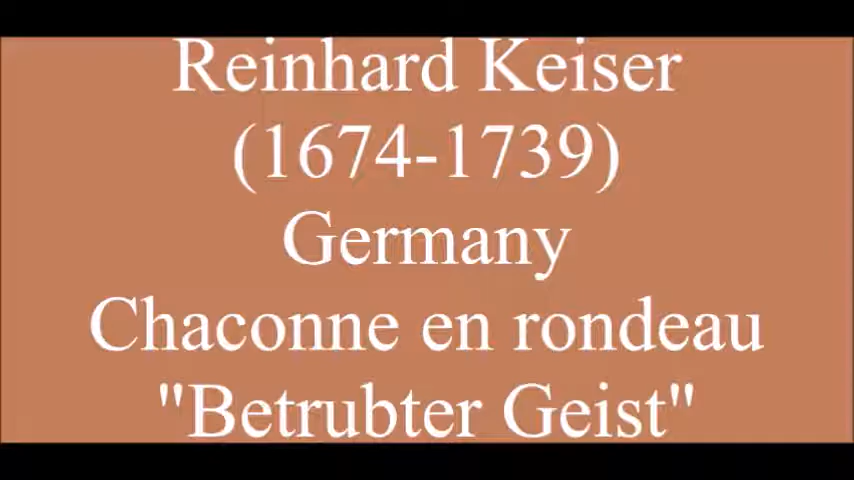 Reinhard Keiser
(1674-1739)
Germany
Chaconne en rondeau
"Betrubter Geist"